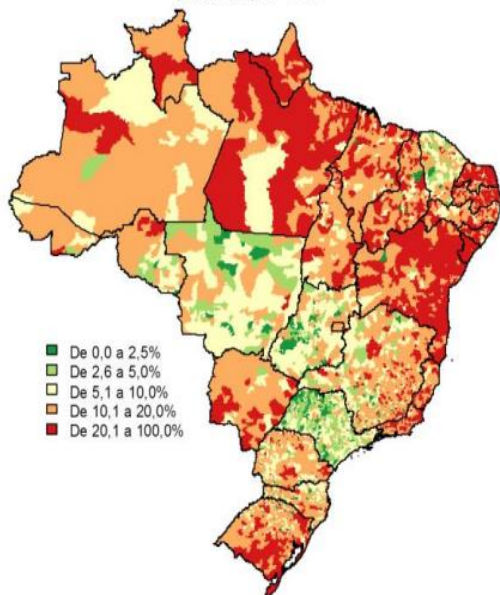 De 0,0 a 2,5%
De 2,6 a 5,0%
De 5,1 a 10,0%
De 10,1 a 20,0%
De 20,1 a 100,0%